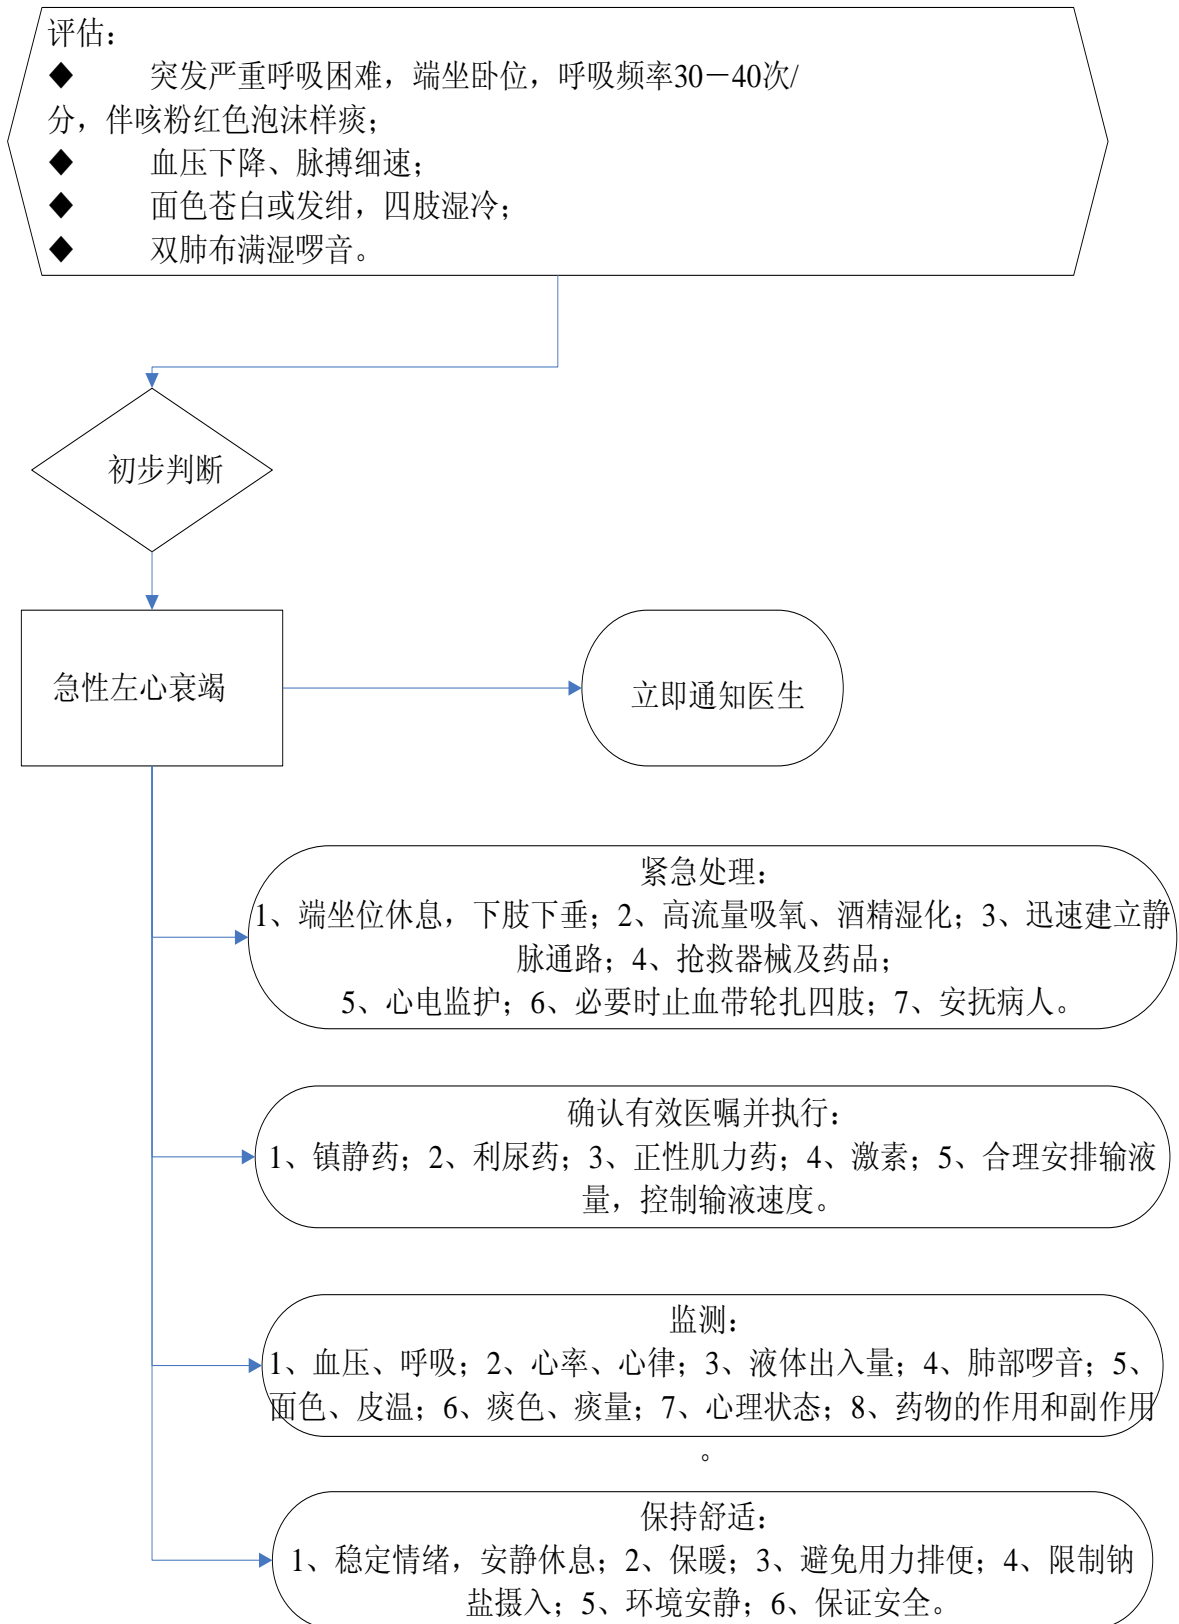 评估：
◆ 突发严重呼吸困难，端坐卧位，呼吸频率30－40次/
分，伴咳粉红色泡沫样痰；
◆ 血压下降、脉搏细速；
◆ 面色苍白或发绀，四肢湿冷；
◆ 双肺布满湿啰音。
初步判断
急性左心衰竭
立即通知医生
紧急处理：
1、端坐位休息，下肢下垂；2、高流量吸氧、酒精湿化；3、迅速建立静
脉通路；4、抢救器械及药品；
5、心电监护；6、必要时止血带轮扎四肢；7、安抚病人。
确认有效医嘱并执行：
1、镇静药；2、利尿药；3、正性肌力药；4、激素；5、合理安排输液
量，控制输液速度。
监测：
1、血压、呼吸；2、心率、心律；3、液体出入量；4、肺部啰音；5、
面色、皮温；6、痰色、痰量；7、心理状态；8、药物的作用和副作用
。
保持舒适：
1、稳定情绪，安静休息；2、保暖；3、避免用力排便；4、限制钠
盐摄入；5、环境安静；6、保证安全。